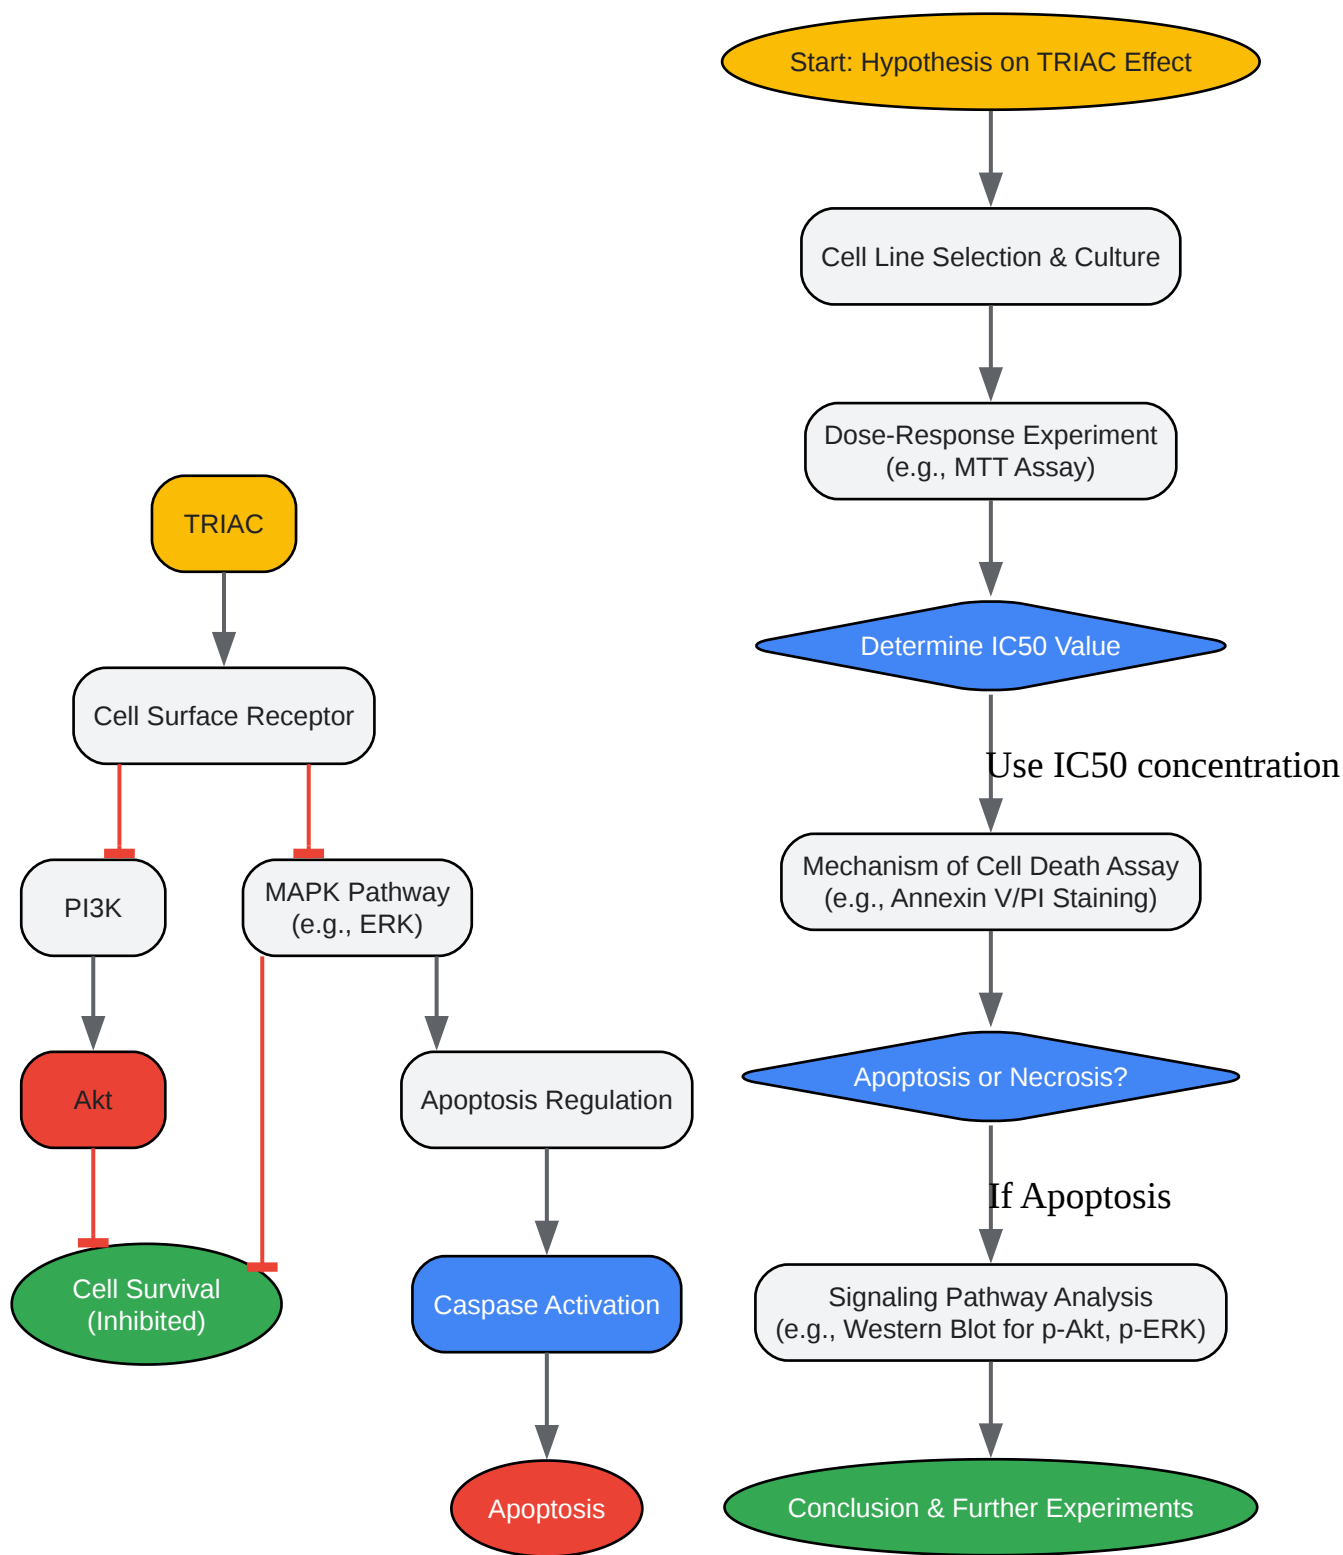 TRIAC
Cell Surface Receptor
PI3K
MAPK Pathway
(e.g., ERK)
Akt
Apoptosis Regulation
Cell Survival
(Inhibited)
Caspase Activation
Apoptosis
Start: Hypothesis on TRIAC Effect
Cell Line Selection & Culture
Dose-Response Experiment
(e.g., MTT Assay)
Determine IC50 Value
Use IC50 concentration
Mechanism of Cell Death Assay
(e.g., Annexin V/PI Staining)
Apoptosis or Necrosis?
If Apoptosis
Signaling Pathway Analysis
(e.g., Western Blot for p-Akt, p-ERK)
Conclusion & Further Experiments